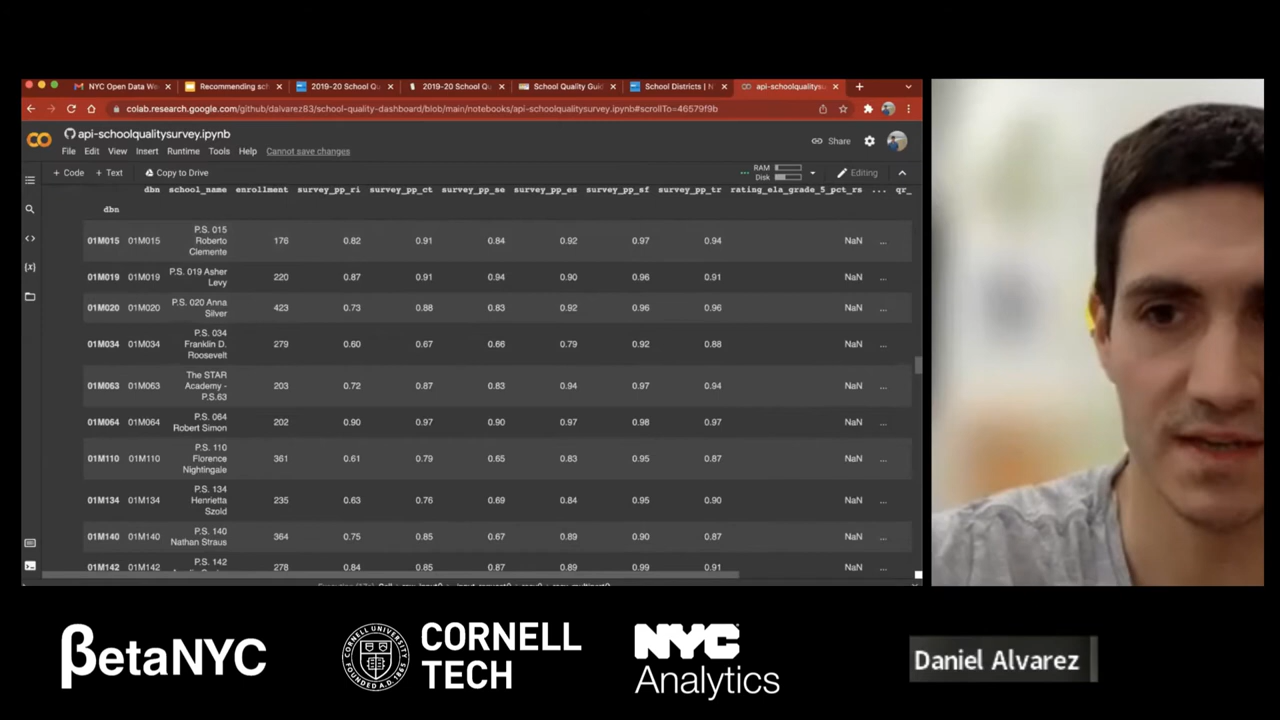 NYC Open Data We × Recommending sch × 2019-20 School Qu × 2019-20 School Qu × School Quality Guid × School Districts | N × api-schoolqualitysurv ×
colab.research.google.com/github/daivarez83/school-quality-dashboard/blob/main/notebooks/api-schoolqualitysurvey.ipynb#scrollTo=46579f9b
CO api-schoolqualitysurvey.ipynb
File Edit View Insert Runtime Tools Help Cannot save changes
Share
+ Code + Text Copy to Drive
RAM
Disk
Editing
dbn school_name enrollment survey_pp_ri survey_pp_ct survey_pp_se survey_pp_es survey_pp_sf survey_pp_tr rating_ela_grade_5_pct_rs ... qr_
dbn
01M015 01M015 P.S. 015 Roberto Clemente 176 0.82 0.91 0.84 0.92 0.97 0.94 NaN ...
01M019 01M019 P.S. 019 Asher Levy 220 0.87 0.91 0.94 0.90 0.96 0.91 NaN ...
01M020 01M020 P.S. 020 Anna Silver 423 0.73 0.88 0.83 0.92 0.96 0.96 NaN ...
01M034 01M034 P.S. 034 Franklin D. Roosevelt 279 0.60 0.67 0.66 0.79 0.92 0.88 NaN ...
01M063 01M063 The STAR Academy - P.S.63 203 0.72 0.87 0.83 0.94 0.97 0.94 NaN ...
01M064 01M064 P.S. 064 Robert Simon 202 0.90 0.97 0.90 0.97 0.98 0.97 NaN ...
01M110 01M110 P.S. 110 Florence Nightingale 361 0.61 0.79 0.65 0.83 0.95 0.87 NaN ...
01M134 01M134 P.S. 134 Henrietta Szold 235 0.63 0.76 0.69 0.84 0.95 0.90 NaN ...
01M140 01M140 P.S. 140 Nathan Straus 364 0.75 0.85 0.67 0.89 0.90 0.87 NaN ...
01M142 01M142 P.S. 142 278 0.84 0.85 0.87 0.89 0.99 0.91 NaN ...
βetaNYC
CORNELL
TECH
NYC
Analytics
Daniel Alvarez